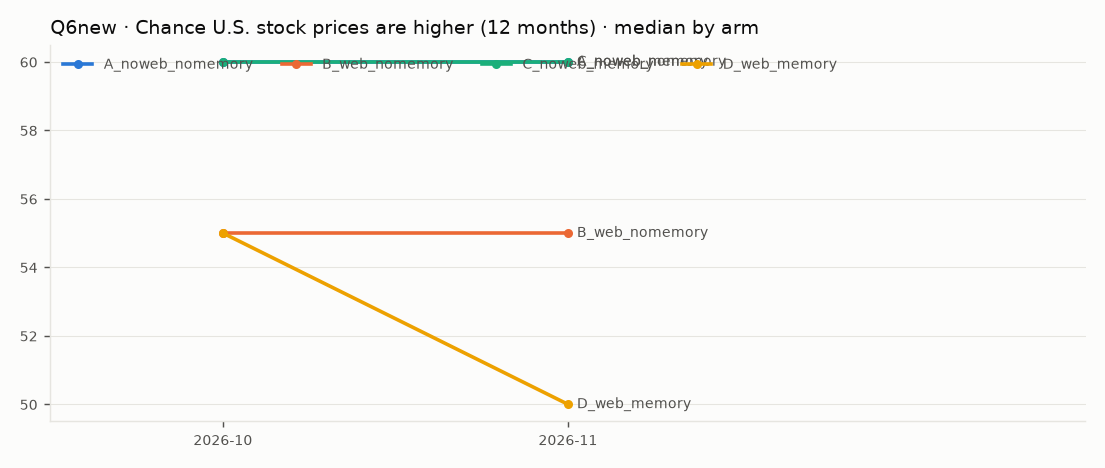 Q6new · Chance U.S. stock prices are higher (12 months) · median by arm
A_noweb_nomemory B_web_nomemory C_noweb_memory D_web_memory
60
58
56
54
52
50
B_web_nomemory
D_web_memory
2026-10 2026-11